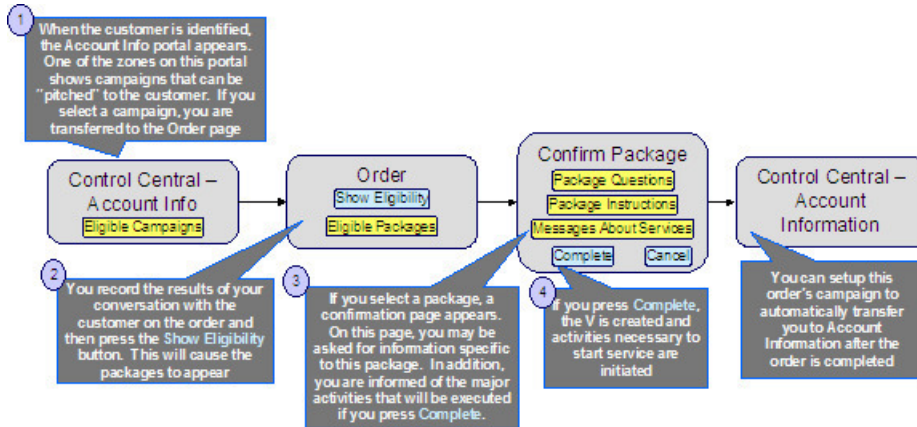 1
When the customer is identified,
the Account Info portal appears.
One of the zones on this portal
shows campaigns that can be
"pitched" to the customer. If you
select a campaign, you are
transferred to the Order page
Control Central –
Account Info
Eligible Campaigns
Order
Show Eligibility
Eligible Packages
Confirm Package
Package Questions
Package Instructions
Messages About Services
Complete
Cancel
Control Central –
Account
Information
2
You record the results of your
conversation with the
customer on the order and
then press the Show Eligibility
button. This will cause the
packages to appear
3
If you select a package, a
confirmation page appears.
On this page, you may be
asked for information specific
to this package. In addition,
you are informed of the major
activities that will be executed
if you press Complete.
4
If you press Complete,
the V is created and
activities necessary to
start service are
initiated
You can setup this
order's campaign to
automatically transfer
you to Account
Information after the
order is completed